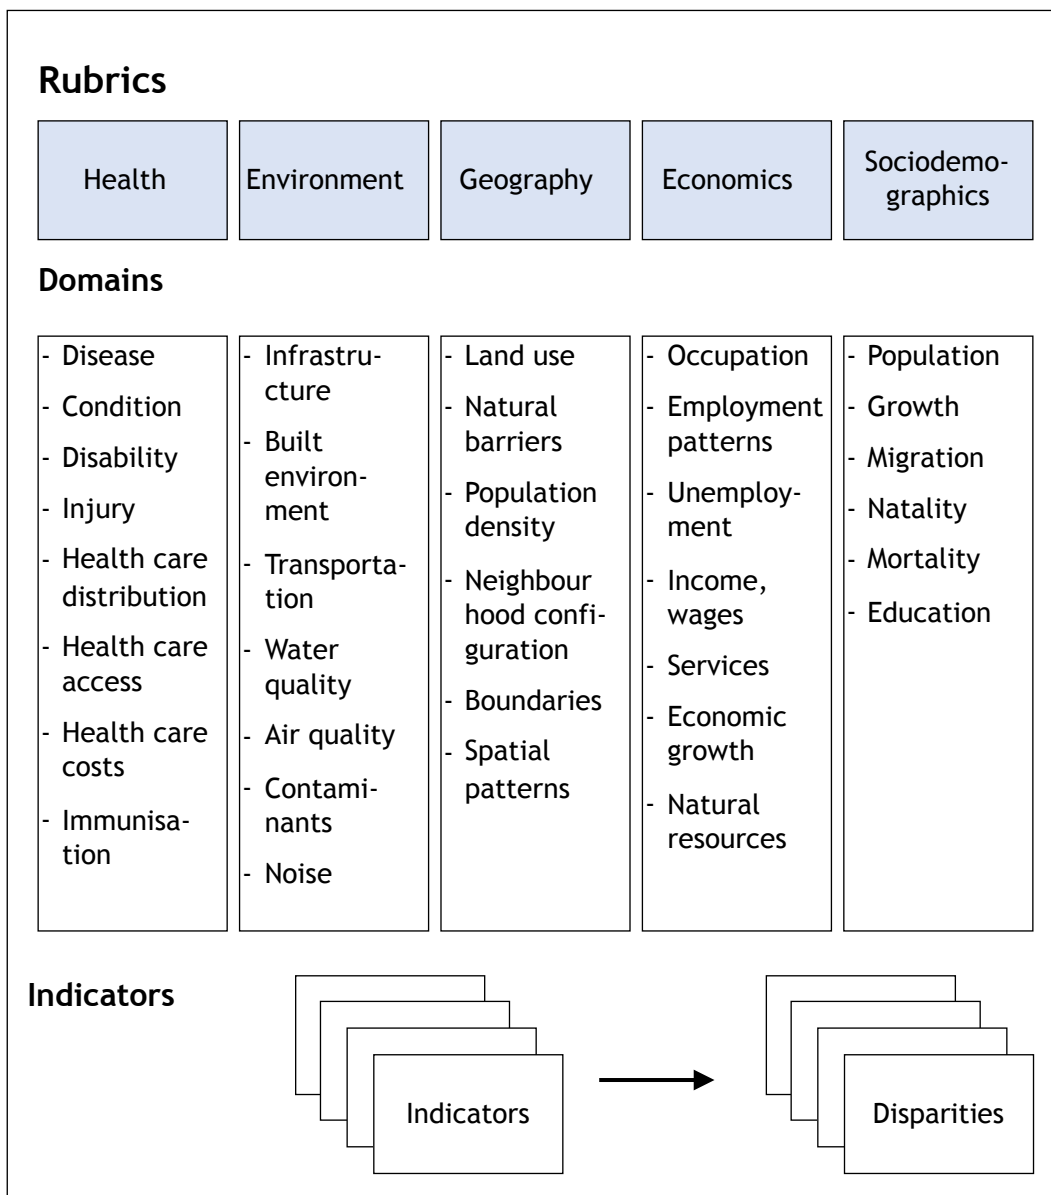 Rubrics
Health
Environment
Geography
Economics
Sociodemo-
graphics
Domains
- Disease
- Condition
- Disability
- Injury
- Health care
distribution
- Health care
access
- Health care
costs
- Immunisa-
tion
- Infrastru-
cture
- Built
environ-
ment
- Transporta-
tion
- Water
quality
- Air quality
- Contami-
nants
- Noise
- Land use
- Natural
barriers
- Population
density
- Neighbour
hood confi-
guration
- Boundaries
- Spatial
patterns
- Occupation
- Employment
patterns
- Unemploy-
ment
- Income,
wages
- Services
- Economic
growth
- Natural
resources
- Population
- Growth
- Migration
- Natality
- Mortality
- Education
Indicators
Indicators
Disparities